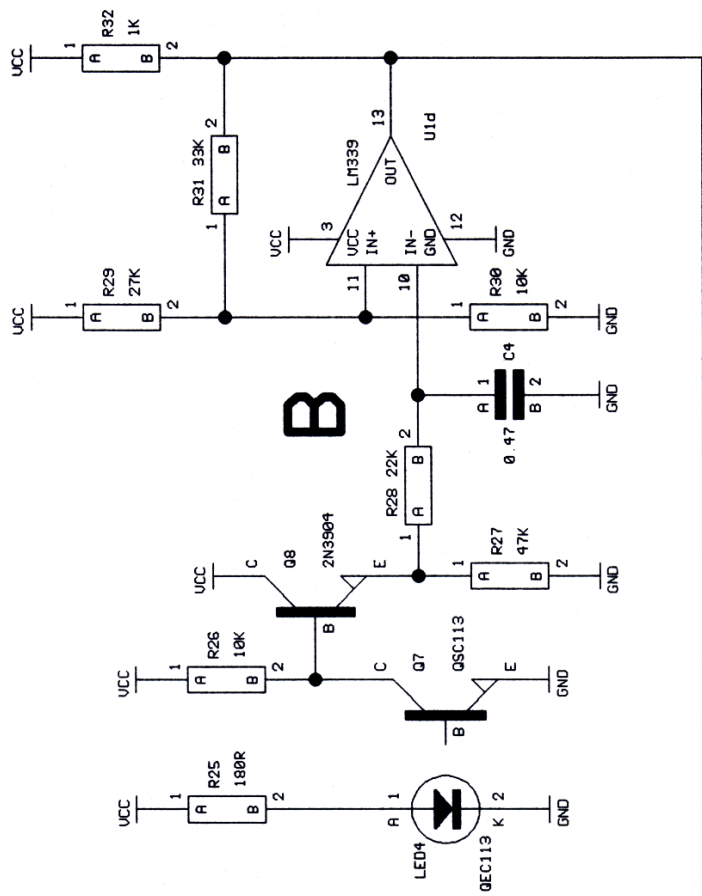 VCC
1
A
R25
180R
B
2
LED4
A
1
K
2
QEC113
GND
VCC
1
A
R26
10K
B
2
C
Q7
QSC113
B
E
GND
VCC
C
Q8
2N3904
B
E
1
A
R27
47K
B
2
GND
1
A
R28 22K
B
2
A
1
C4
0.47
B
2
GND
B
VCC
1
A
R29
27K
B
2
1
A
R30
10K
B
2
GND
1
A
R31 33K
B
2
VCC
3
VCC
11
IN+
10
IN-
GND
12
GND
LM339
OUT
13
U1d
VCC
1
A
R32
1K
B
2